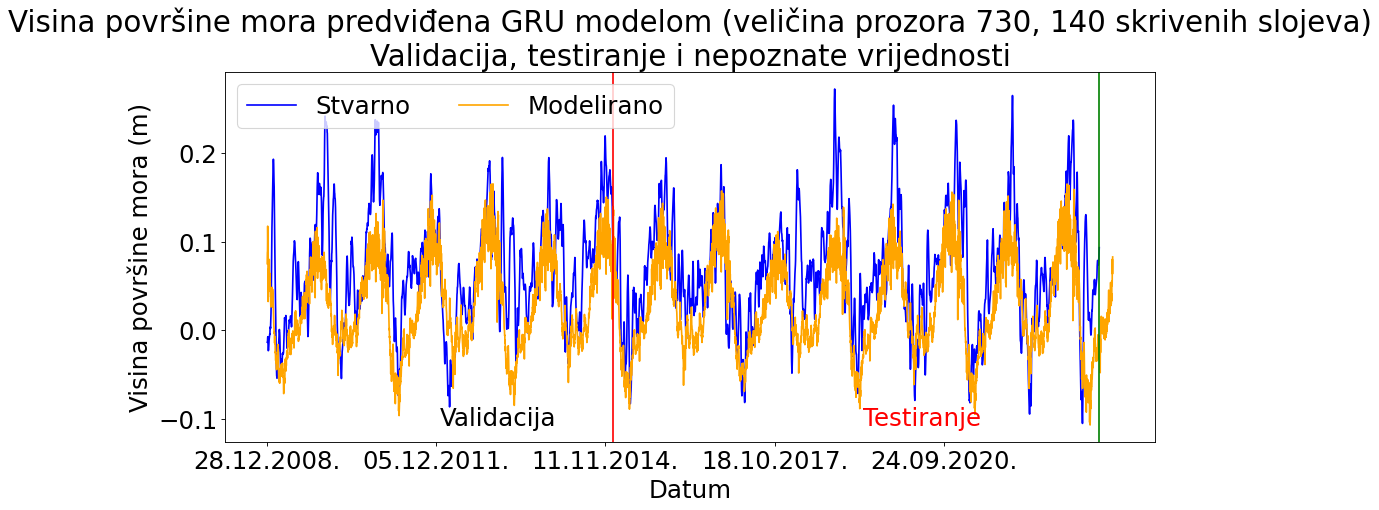 Visina površine mora predviđena GRU modelom (veličina prozora 730, 140 skrivenih slojeva)
Validacija, testiranje i nepoznate vrijednosti
Stvarno
Modelirano
Visina površine mora (m)
0.2
0.1
0.0
−0.1
Validacija
Testiranje
28.12.2008.
05.12.2011.
11.11.2014.
18.10.2017.
24.09.2020.
Datum